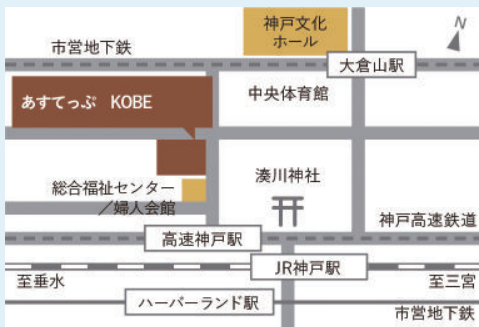 神戸文化
ホール
N
市営地下鉄
大倉山駅
あすてっぷ KOBE
中央体育館
総合福祉センター
／婦人会館
湊川神社
神戸高速鉄道
高速神戸駅
JR神戸駅
至垂水
至三宮
ハーバーランド駅
市営地下鉄